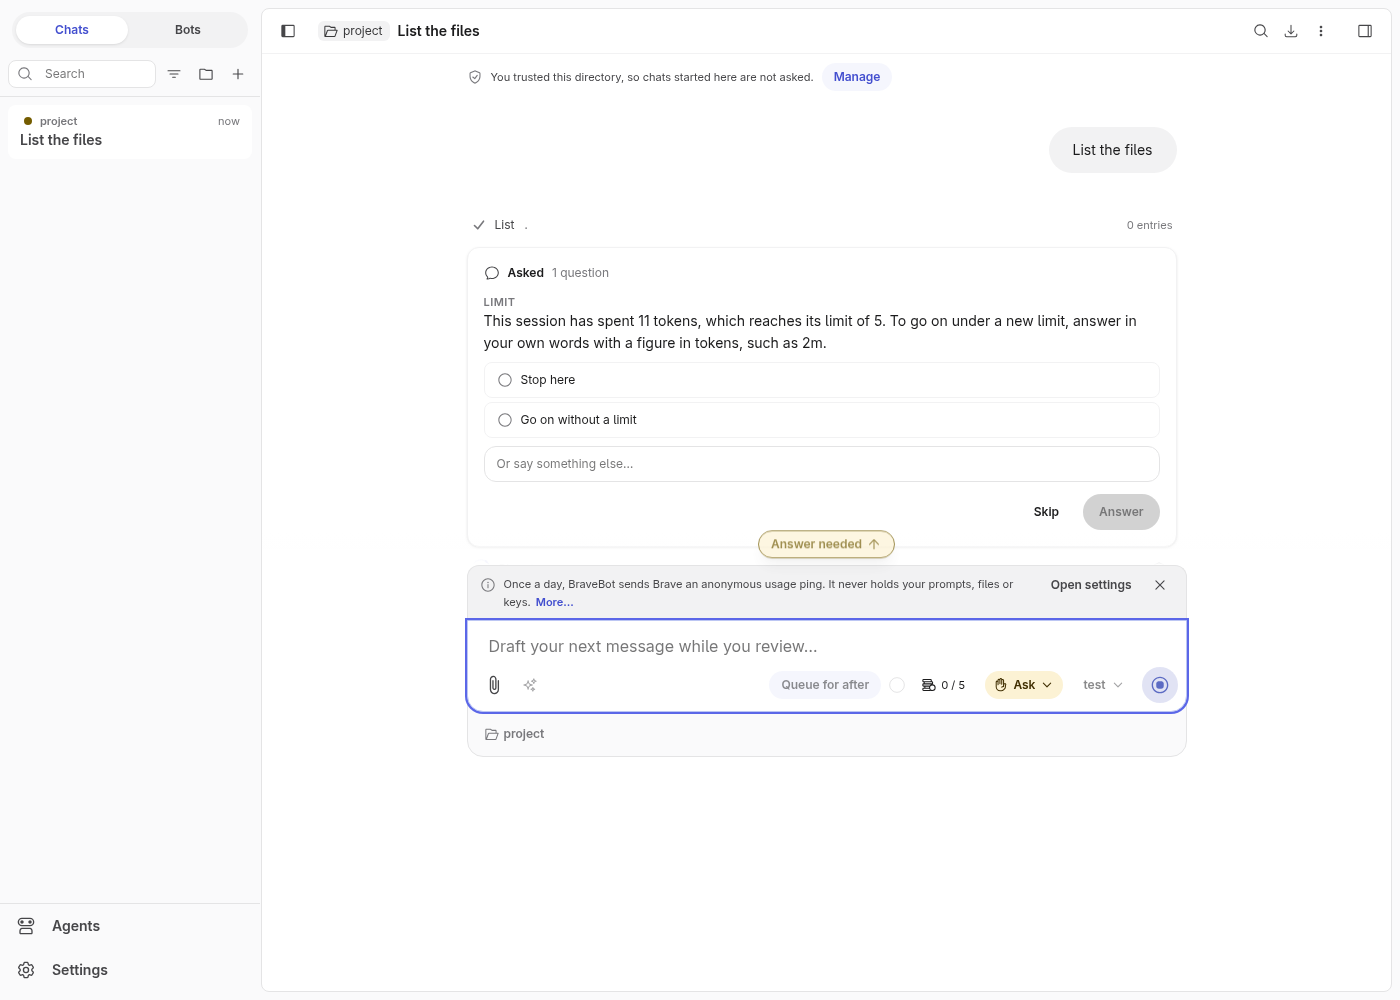 Chats
Bots
Search
project
now
List the files
Agents
Settings
project
List the files
You trusted this directory, so chats started here are not asked.
Manage
List the files
List .
0 entries
Asked 1 question
LIMIT
This session has spent 11 tokens, which reaches its limit of 5. To go on under a new limit, answer in
your own words with a figure in tokens, such as 2m.
Stop here
Go on without a limit
Or say something else...
Skip
Answer
Answer needed
Once a day, BraveBot sends Brave an anonymous usage ping. It never holds your prompts, files or
keys. More...
Open settings
Draft your next message while you review...
Queue for after
0 / 5
Ask
test
project